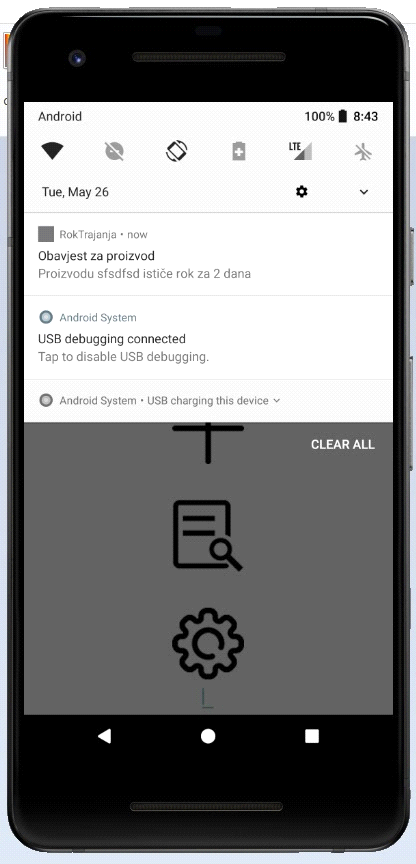 Android
100% 8:43
LTE
Tue, May 26
RokTrajanja • now
Obavjest za proizvod
Proizvodu sfsdfsd ističe rok za 2 dana
Android System
USB debugging connected
Tap to disable USB debugging.
Android System • USB charging this device
CLEAR ALL